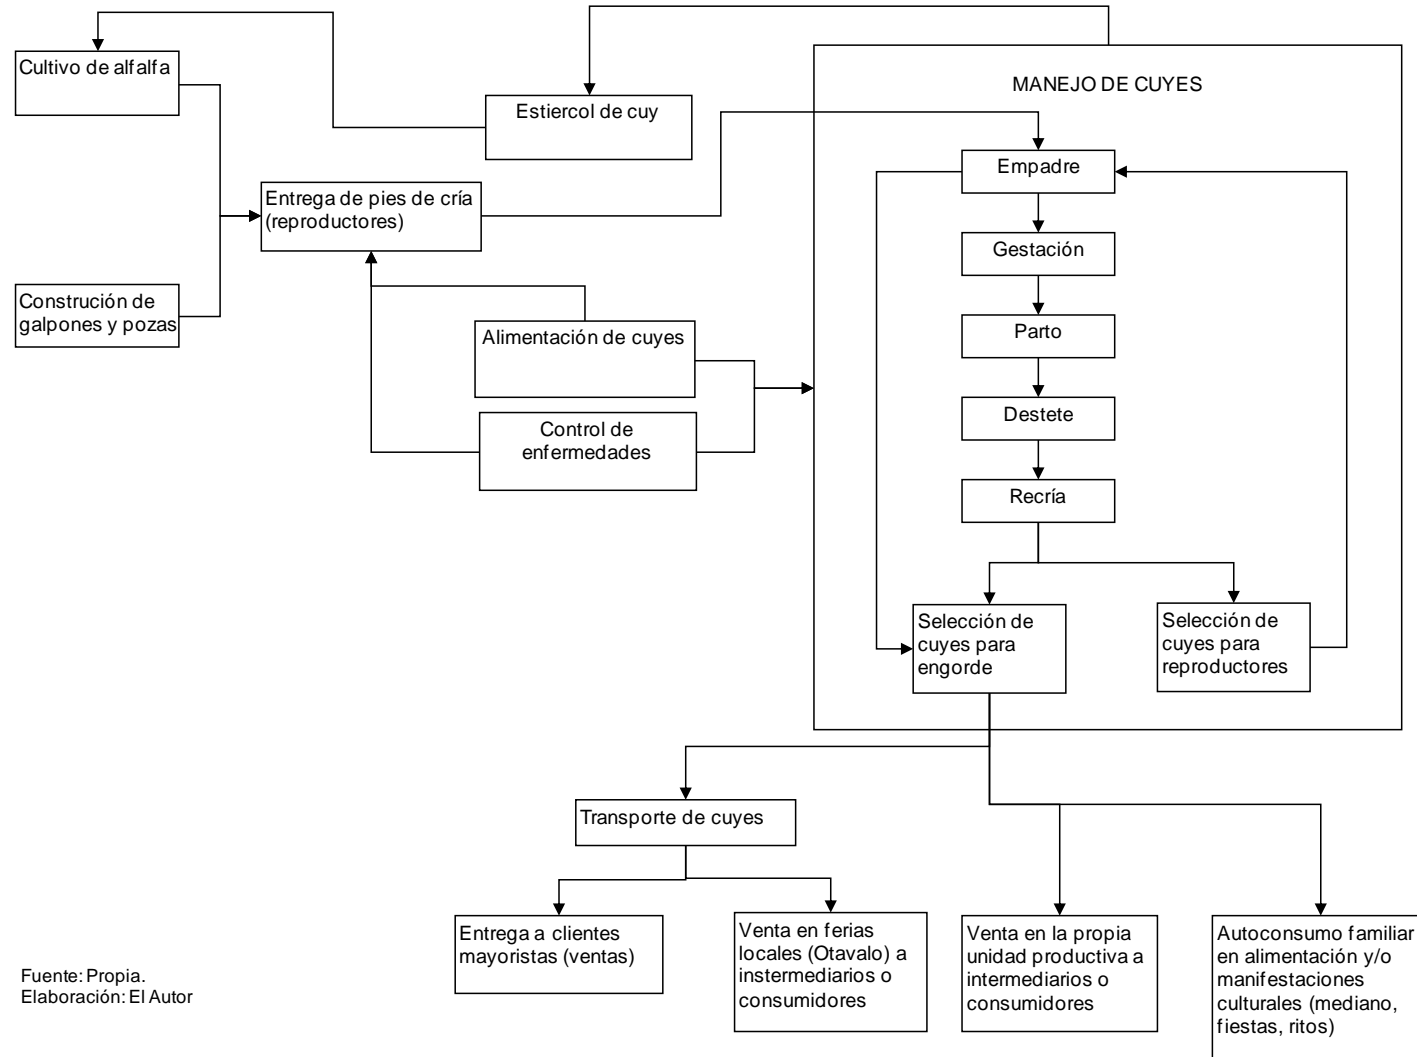 Cultivo de alfalfa
Estiercol de cuy
MANEJO DE CUYES
Empadre
Entrega de pies de cría
(reproductores)
Gestación
Construción de
galpones y pozas
Alimentación de cuyes
Parto
Control de
enfermedades
Destete
Recría
Selección de
cuyes para
engorde
Selección de
cuyes para
reproductores
Transporte de cuyes
Entrega a clientes
mayoristas (ventas)
Venta en ferias
locales (Otavalo) a
instermediarios o
consumidores
Venta en la propia
unidad productiva a
intermediarios o
consumidores
Autoconsumo familiar
en alimentación y/o
manifestaciones
culturales (mediano,
fiestas, ritos)
Fuente: Propia.
Elaboración: El Autor